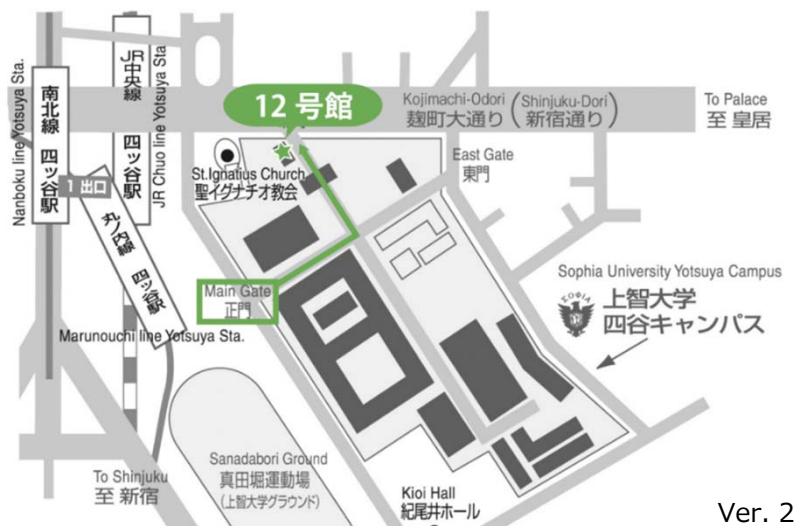 Nanboku line Yotsuya Sta.
南北線 四ッ谷駅
JR中央線 四ッ谷駅
JR Chuo line Yotsuya Sta
1 出口
丸ノ内線 四ッ谷駅
Marunouchi line Yotsuya Sta.
12 号館
Kojimachi-Odori (Shinjuku-Dori)
麹町大通り (新宿通り)
To Palace
至 皇居
East Gate
東門
St.Ignatius Church
聖イグナチオ教会
Main Gate
正門
Sophia University Yotsuya Campus
ΣΟΦΙΑ
上智大学
四谷キャンパス
Sanadabori Ground
真田堀運動場
(上智大学グラウンド)
To Shinjuku
至 新宿
Kioi Hall
紀尾井ホール
Ver. 2